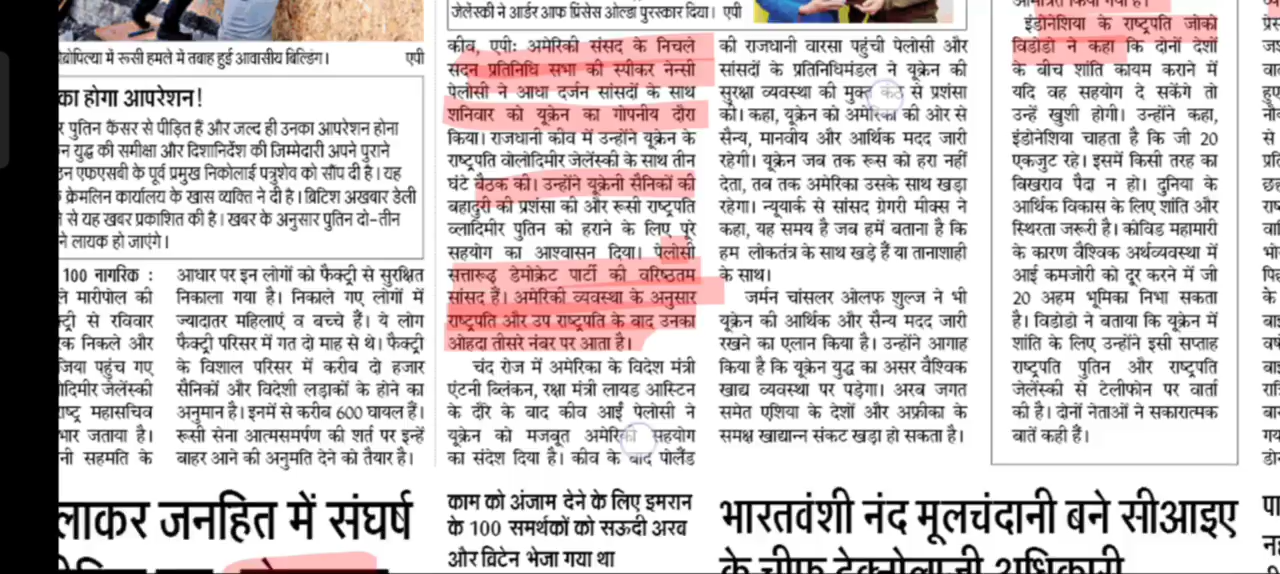 जेलेंस्की ने आर्डर आफ प्रिंसेस ओल्डा पुरस्कार दिया। एपी
में रूसी हमले में तबाह हुई आवासीय बिल्डिंग। एपी
का होगा आपरेशन!
र पुतिन कैंसर से पीड़ित हैं और जल्द ही उनका आपरेशन होना
न युद्ध की समीक्षा और दिशानिर्देश की जिम्मेदारी अपने पुराने
उन एफएसबी के पूर्व प्रमुख निकोलाई पत्रुशेव को सौंप दी है। यह
क्रेमलिन कार्यालय के खास व्यक्ति ने दी है। ब्रिटिश अखबार डेली
से यह खबर प्रकाशित की है। खबर के अनुसार पुतिन दो-तीन
ने लायक हो जाएंगे।
100 नागरिक :
ले मारीपोल की
ट्री से रविवार
क निकले और
जिया पहुंच गए
जेलेंस्की
महासचिव
भार जताया है।
नी सहमति के
आधार पर इन लोगों को फैक्ट्री से सुरक्षित
निकाला गया है। निकाले गए लोगों में
ज्यादातर महिलाएं व बच्चे हैं। ये लोग
फैक्ट्री परिसर में गत दो माह से थे। फैक्ट्री
के विशाल परिसर में करीब दो हजार
सैनिकों और विदेशी लड़ाकों के होने का
अनुमान है। इनमें से करीब 600 घायल हैं।
रूसी सेना आत्मसमर्पण की शर्त पर इन्हें
बाहर आने की अनुमति देने को तैयार है।
कीव, एपी: अमेरिकी संसद के निचले
सदन प्रतिनिधि सभा की स्पीकर नेन्सी
पेलोसी ने आधा दर्जन सांसदों के साथ
शनिवार को यूक्रेन का गोपनीय दौरा
किया। राजधानी कीव में उन्होंने यूक्रेन के
राष्ट्रपति वोलोदिमीर जेलेंस्की के साथ तीन
घंटे बैठक की। उन्होंने यूक्रेनी सैनिकों की
बहादुरी की प्रशंसा की और रूसी राष्ट्रपति
व्लादिमीर पुतिन को हराने के लिए पूरे
सहयोग का आश्वासन दिया। पेलोसी
सत्तारूढ़ डेमोक्रेट पार्टी की वरिष्ठतम
सांसद हैं। अमेरिकी व्यवस्था के अनुसार
राष्ट्रपति और उप राष्ट्रपति के बाद उनका
ओहदा तीसरे नंबर पर आता है।
चंद रोज में अमेरिका के विदेश मंत्री
एंटनी ब्लिंकन, रक्षा मंत्री लायड आस्टिन
के दौरे के बाद कीव आईं पेलोसी ने
यूक्रेन को मजबूत अमेरिकी सहयोग
का संदेश दिया है। कीव के बाद पोलैंड
की राजधानी वारसा पहुंची पेलोसी और
सांसदों के प्रतिनिधिमंडल ने यूक्रेन की
सुरक्षा व्यवस्था की मुक्त कंठ से प्रशंसा
की। कहा, यूक्रेन को अमेरिका की ओर से
सैन्य, मानवीय और आर्थिक मदद जारी
रहेगी। यूक्रेन जब तक रूस को हरा नहीं
देता, तब तक अमेरिका उसके साथ खड़ा
रहेगा। न्यूयार्क से सांसद ग्रेगरी मीक्स ने
कहा, यह समय है जब हमें बताना है कि
हम लोकतंत्र के साथ खड़े हैं या तानाशाही
के साथ।
जर्मन चांसलर ओलफ शुल्ज ने भी
यूक्रेन की आर्थिक और सैन्य मदद जारी
रखने का एलान किया है। उन्होंने आगाह
किया है कि यूक्रेन युद्ध का असर वैश्विक
खाद्य व्यवस्था पर पड़ेगा। अरब जगत
समेत एशिया के देशों और अफ्रीका के
समक्ष खाद्यान्न संकट खड़ा हो सकता है।
आमंत्रित किया गया है।
इंडोनेशिया के राष्ट्रपति जोको
विडोडो ने कहा कि दोनों देशों
के बीच शांति कायम कराने में
यदि वह सहयोग दे सकेंगे तो
उन्हें खुशी होगी। उन्होंने कहा,
इंडोनेशिया चाहता है कि जी 20
एकजुट रहे। इसमें किसी तरह का
बिखराव पैदा न हो। दुनिया के
आर्थिक विकास के लिए शांति और
स्थिरता जरूरी है। कोविड महामारी
के कारण वैश्विक अर्थव्यवस्था में
आई कमजोरी को दूर करने में जी
20 अहम भूमिका निभा सकता
है। विडोडो ने बताया कि यूक्रेन में
शांति के लिए उन्होंने इसी सप्ताह
राष्ट्रपति पुतिन और राष्ट्रपति
जेलेंस्की से टेलीफोन पर वार्ता
की है। दोनों नेताओं ने सकारात्मक
बातें कही हैं।
लाकर जनहित में संघर्ष
काम को अंजाम देने के लिए इमरान
के 100 समर्थकों को सऊदी अरब
और ब्रिटेन भेजा गया था
भारतवंशी नंद मूलचंदानी बने सीआइए
के चीफ टेक्नोलाजी अधिकारी